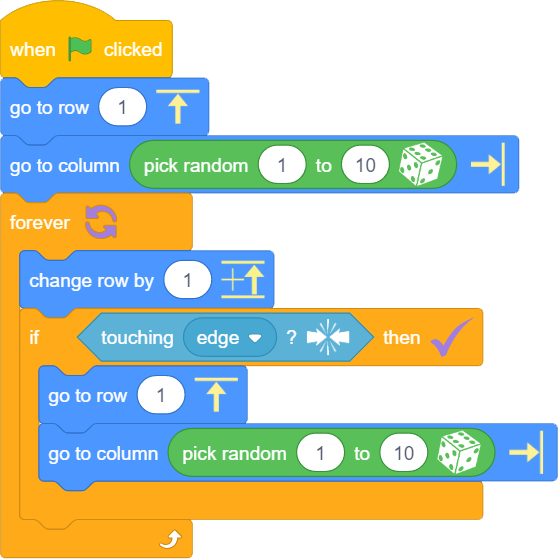 when clicked
go to row 1
go to column pick random 1 to 10
forever
change row by 1
if touching edge ? then
go to row 1
go to column pick random 1 to 10